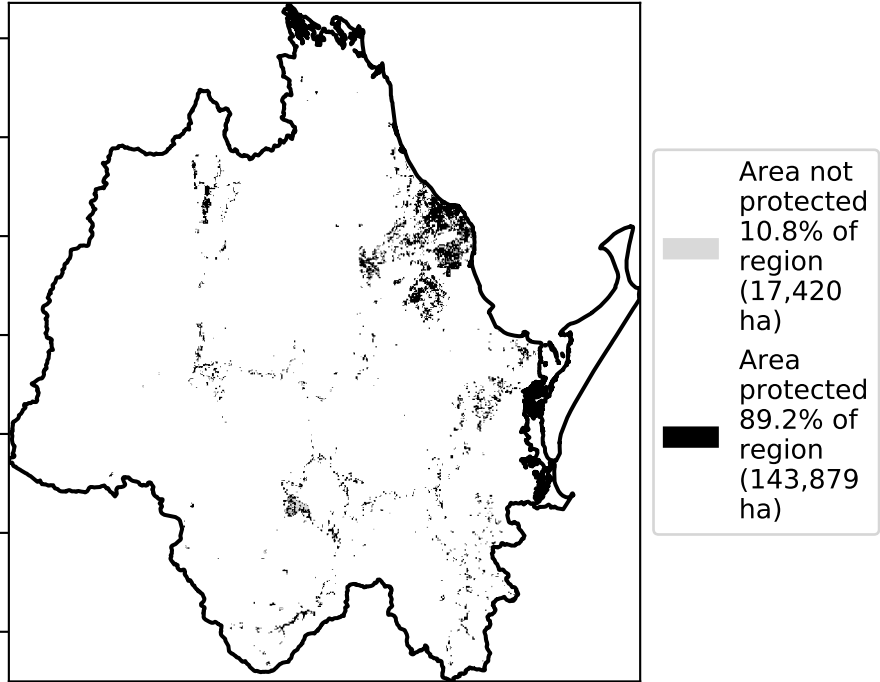 Area not
protected
10.8% of
region
(17,420
ha)
Area
protected
89.2% of
region
(143,879
ha)